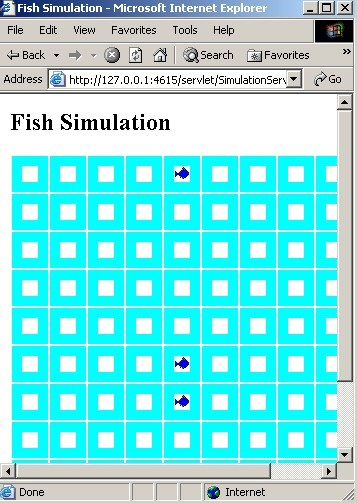 Fish Simulation - Microsoft Internet Explorer
File Edit View Favorites Tools Help
Back Search Favorites
Address http://127.0.0.1:4615/servlet/SimulationServ Go
Fish Simulation
Done Internet